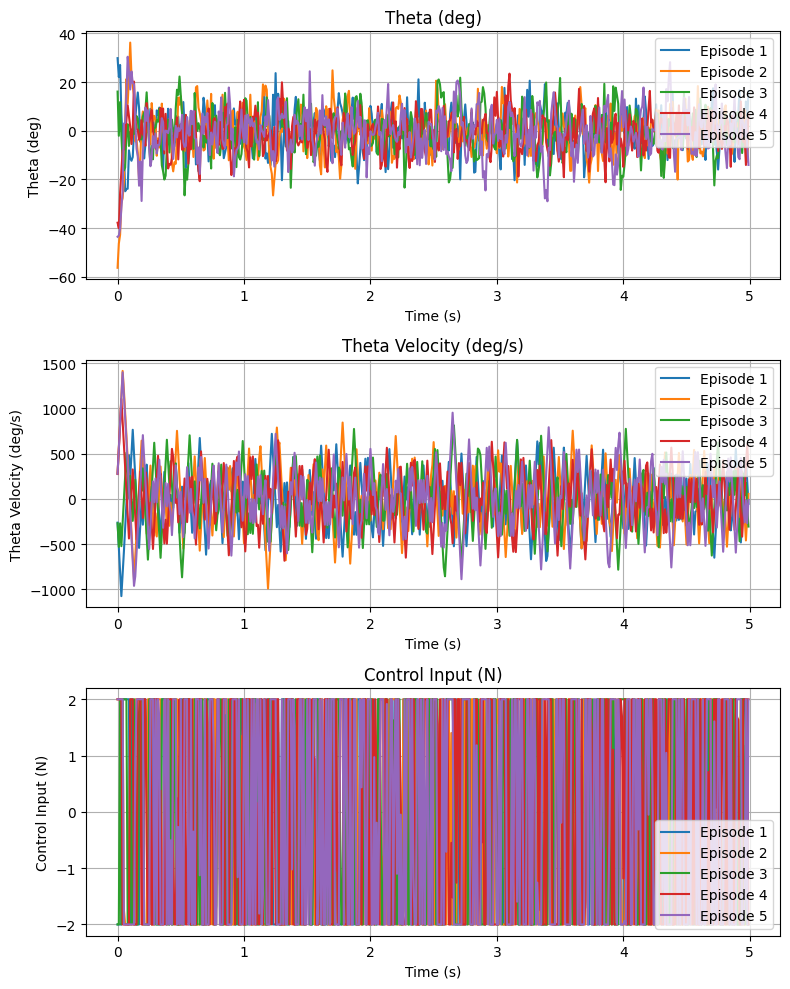 Theta (deg)
40
20
0
−20
−40
−60
Theta (deg)
Episode 1
Episode 2
Episode 3
Episode 4
Episode 5
0
1
2
3
4
5
Time (s)
Theta Velocity (deg/s)
1500
1000
500
0
−500
−1000
Theta Velocity (deg/s)
Episode 1
Episode 2
Episode 3
Episode 4
Episode 5
0
1
2
3
4
5
Time (s)
Control Input (N)
2
1
0
−1
−2
Control Input (N)
Episode 1
Episode 2
Episode 3
Episode 4
Episode 5
0
1
2
3
4
5
Time (s)